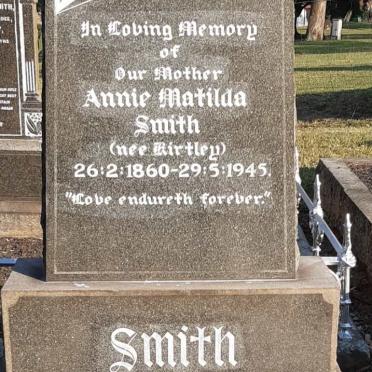 In Loving Memory
of
Our Mother
Annie Matilda
Smith
(nee Kirtley)
26:2:1860-29:5:1945.
"Love endureth forever."
Smith